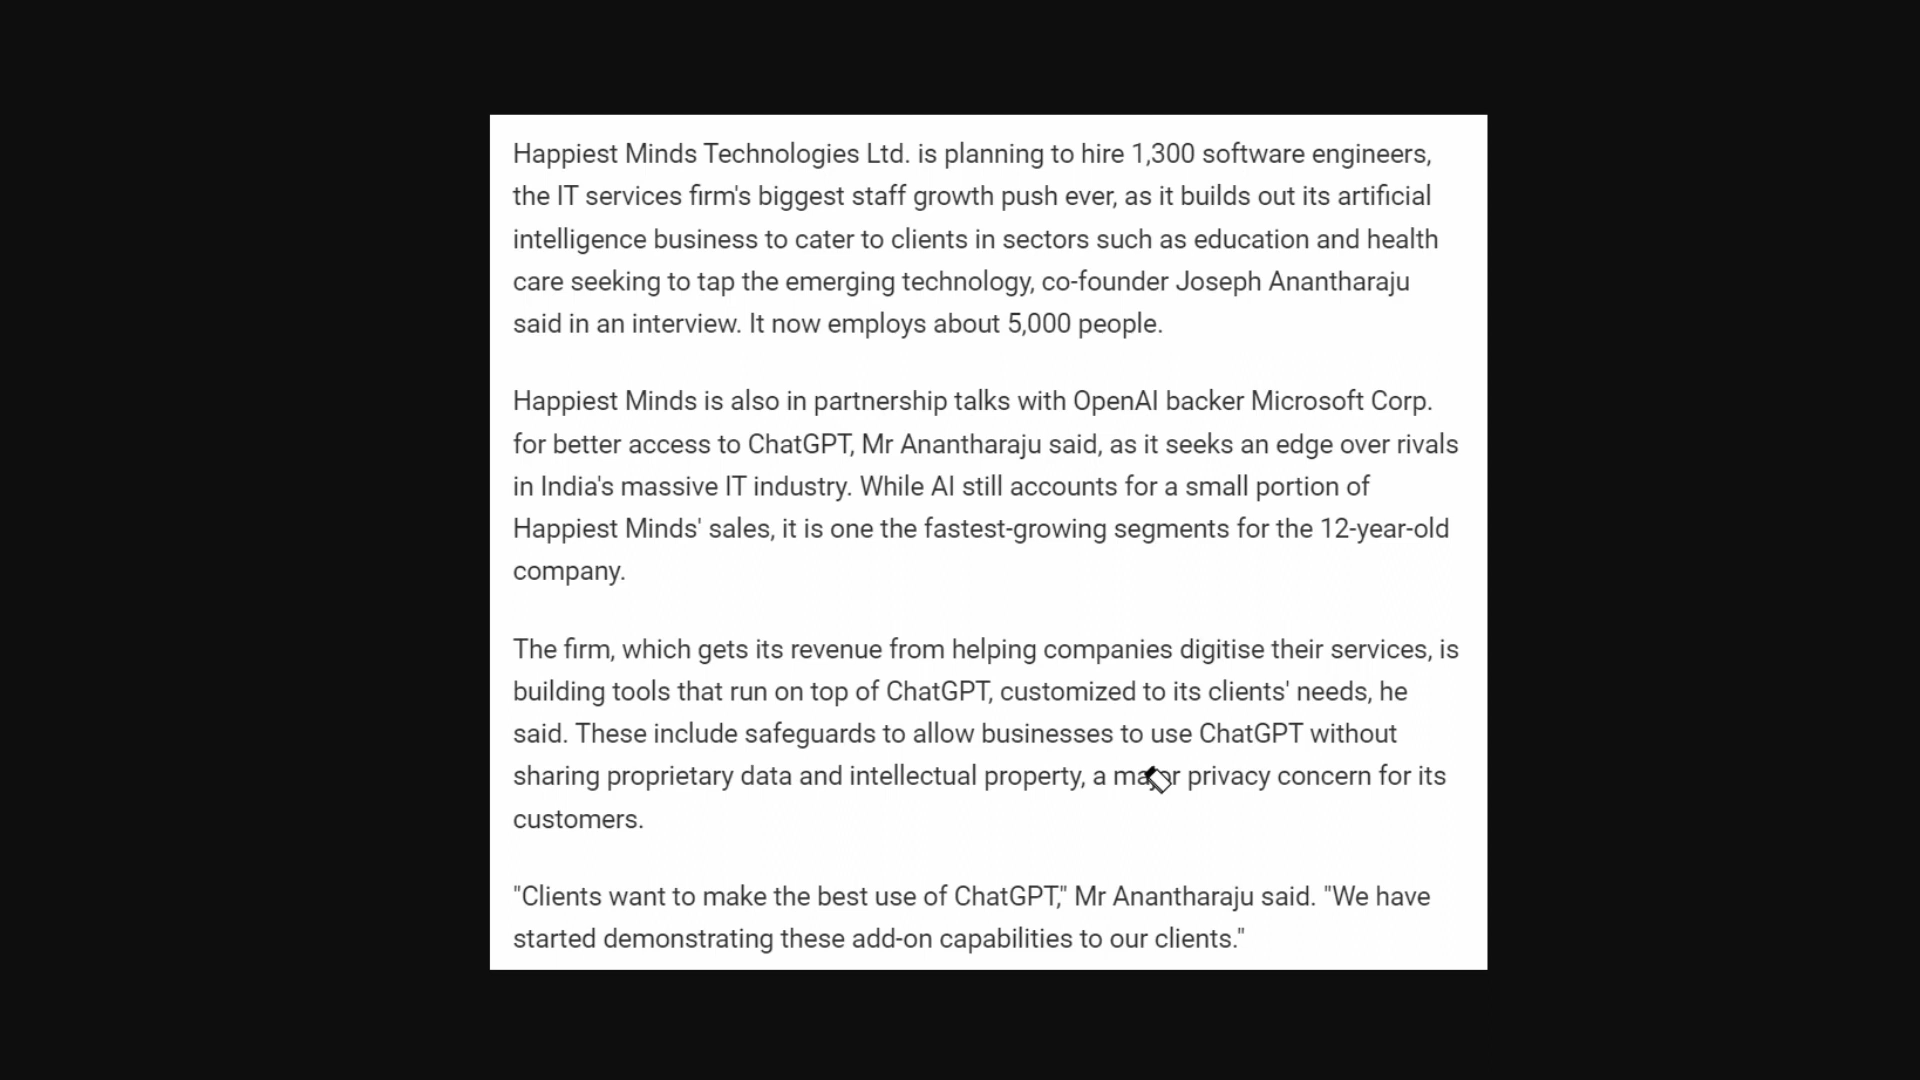 Happiest Minds Technologies Ltd. is planning to hire 1,300 software engineers,
the IT services firm's biggest staff growth push ever, as it builds out its artificial
intelligence business to cater to clients in sectors such as education and health
care seeking to tap the emerging technology, co-founder Joseph Anantharaju
said in an interview. It now employs about 5,000 people.
Happiest Minds is also in partnership talks with OpenAI backer Microsoft Corp.
for better access to ChatGPT, Mr Anantharaju said, as it seeks an edge over rivals
in India's massive IT industry. While AI still accounts for a small portion of
Happiest Minds' sales, it is one the fastest-growing segments for the 12-year-old
company.
The firm, which gets its revenue from helping companies digitise their services, is
building tools that run on top of ChatGPT, customized to its clients' needs, he
said. These include safeguards to allow businesses to use ChatGPT without
sharing proprietary data and intellectual property, a major privacy concern for its
customers.
"Clients want to make the best use of ChatGPT," Mr Anantharaju said. "We have
started demonstrating these add-on capabilities to our clients."